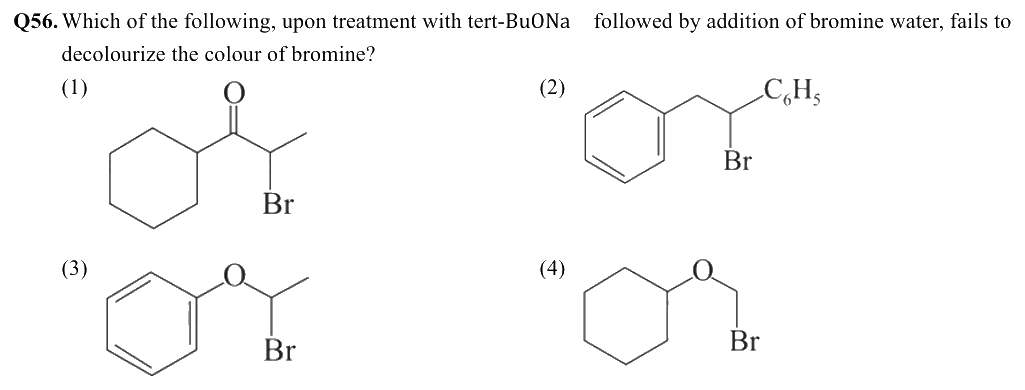 Q56. Which of the following, upon treatment with tert-BuONa followed by addition of bromine water, fails to
decolourize the colour of bromine?
(1) O Br
(2) C₆H₅ Br
(3) O Br
(4) O Br